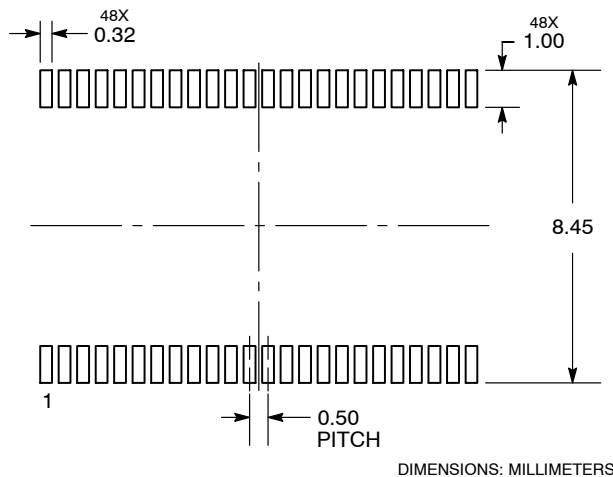 48X
0.32
48X
1.00
8.45
1
0.50
PITCH
DIMENSIONS: MILLIMETERS